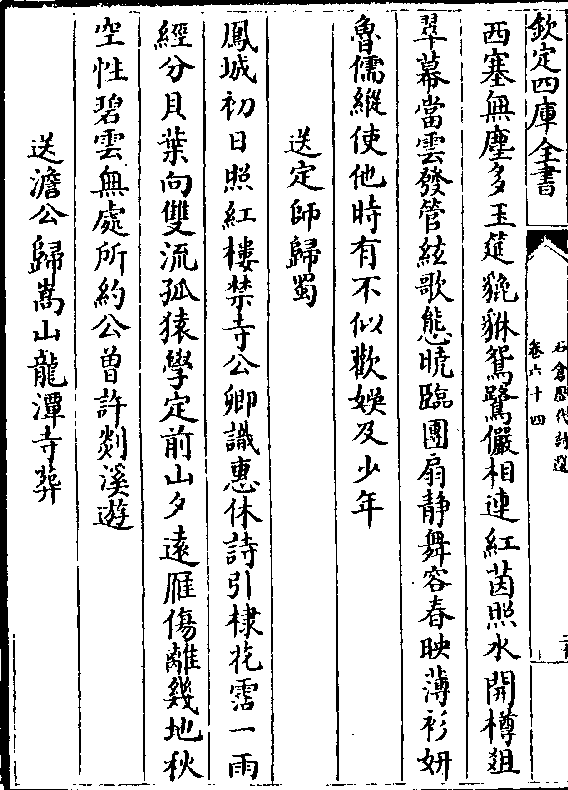 欽定四庫全書
石倉歷代詩選
卷六十四
西塞無塵多玉筵貔貅鴛鷺儼相連紅茵照水開樽俎
翠幕當雲發管絃歌態曉臨團扇静舞容春映薄衫妍
魯儒縱使他時有不似歡娛及少年
送定師歸蜀
鳳城初日照紅樓禁寺公卿識惠休詩引棣花霑一雨
經分貝葉向雙流孤猿學定前山夕遠雁傷離幾地秋
空性碧雲無處所約公曾許剡溪遊
送澹公歸嵩山龍潭寺葬